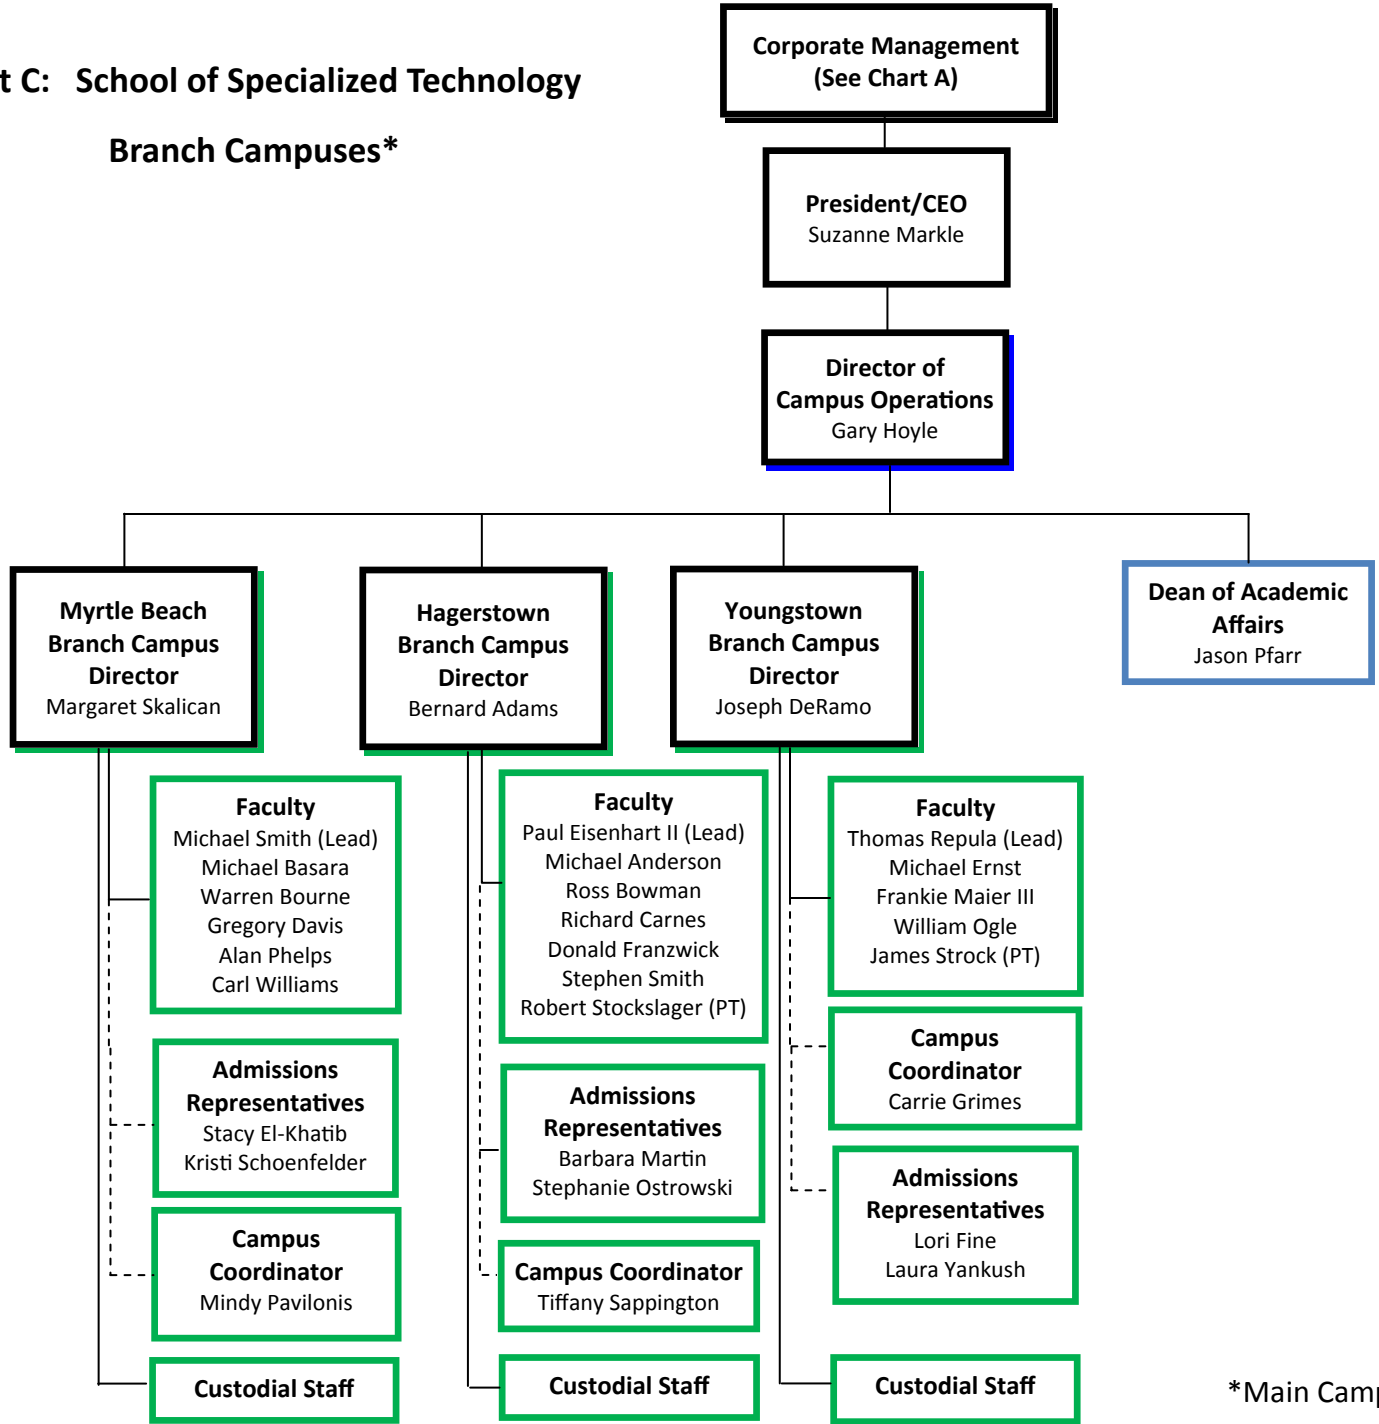 t C: School of Specialized Technology
Branch Campuses*
Corporate Management
(See Chart A)
President/CEO
Suzanne Markle
Director of
Campus Operations
Gary Hoyle
Myrtle Beach
Branch Campus
Director
Margaret Skalican
Hagerstown
Branch Campus
Director
Bernard Adams
Youngstown
Branch Campus
Director
Joseph DeRamo
Dean of Academic
Affairs
Jason Pfarr
Faculty
Michael Smith (Lead)
Michael Basara
Warren Bourne
Gregory Davis
Alan Phelps
Carl Williams
Admissions
Representatives
Stacy El-Khatib
Kristi Schoenfelder
Campus
Coordinator
Mindy Pavilonis
Custodial Staff
Faculty
Paul Eisenhart II (Lead)
Michael Anderson
Ross Bowman
Richard Carnes
Donald Franzwick
Stephen Smith
Robert Stockslager (PT)
Admissions
Representatives
Barbara Martin
Stephanie Ostrowski
Campus Coordinator
Tiffany Sappington
Custodial Staff
Faculty
Thomas Repula (Lead)
Michael Ernst
Frankie Maier III
William Ogle
James Strock (PT)
Campus
Coordinator
Carrie Grimes
Admissions
Representatives
Lori Fine
Laura Yankush
Custodial Staff
*Main Camp